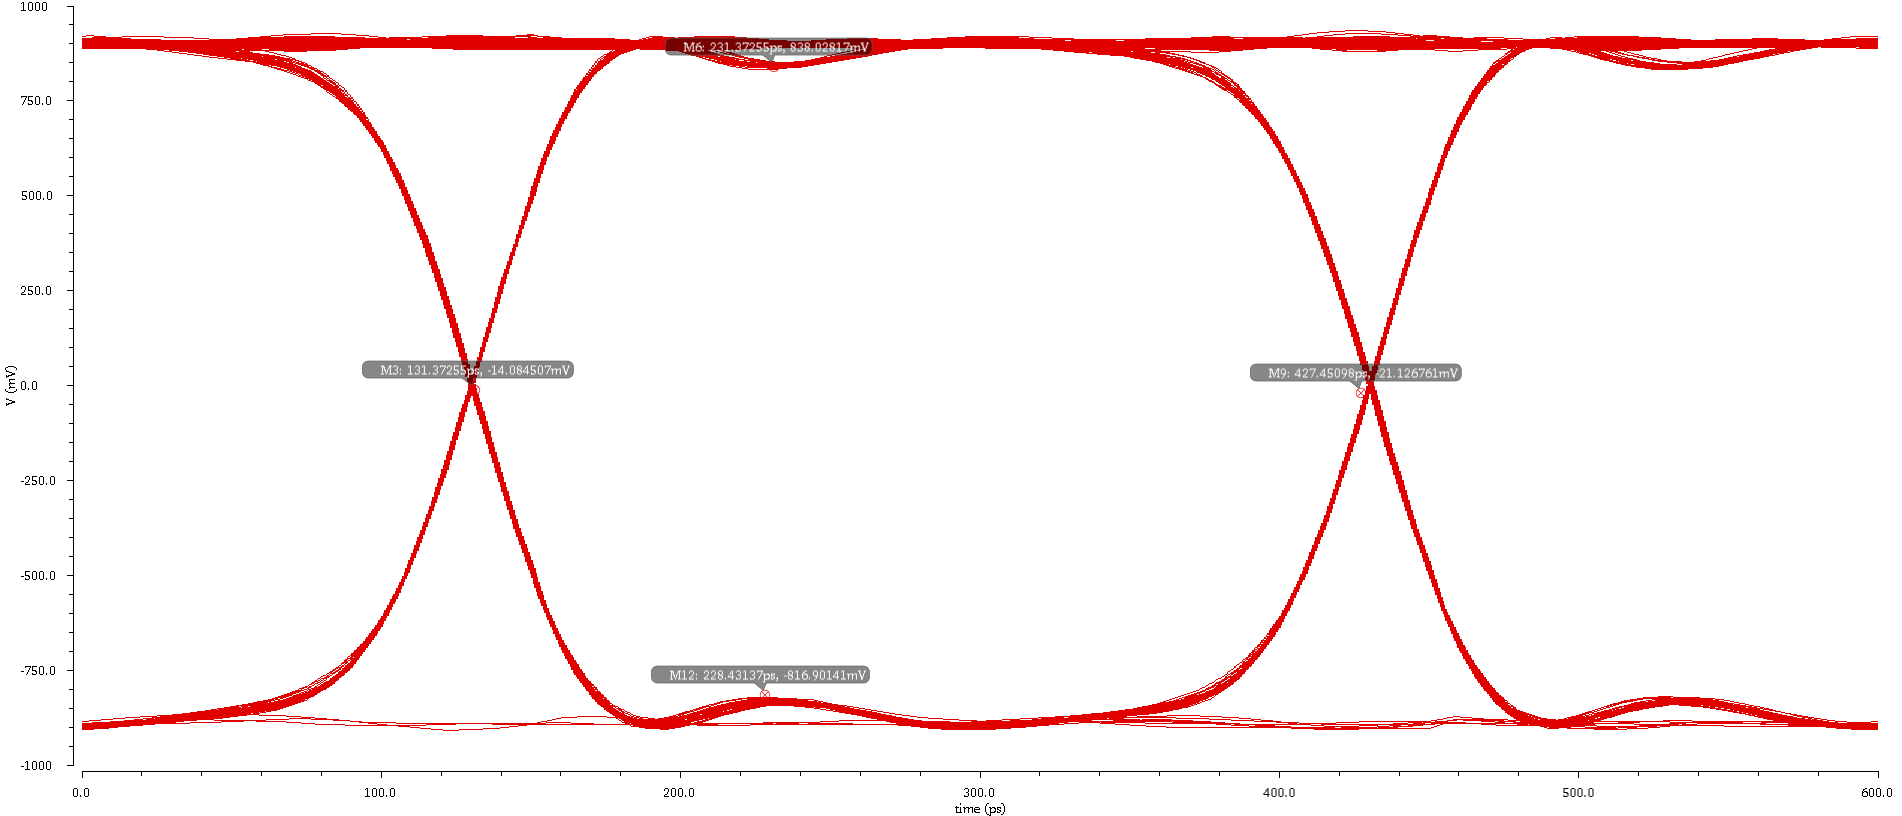 1000
750.0
500.0
250.0
0.0
-250.0
-500.0
-750.0
-1000
V (mV)
M6: 231.37255ps, 838.02817mV
M3: 131.37255ps, -14.084507mV
M9: 427.45098ps, -21.126761mV
M12: 228.43137ps, -816.90141mV
0.0 100.0 200.0 300.0 400.0 500.0 600.0
time (ps)